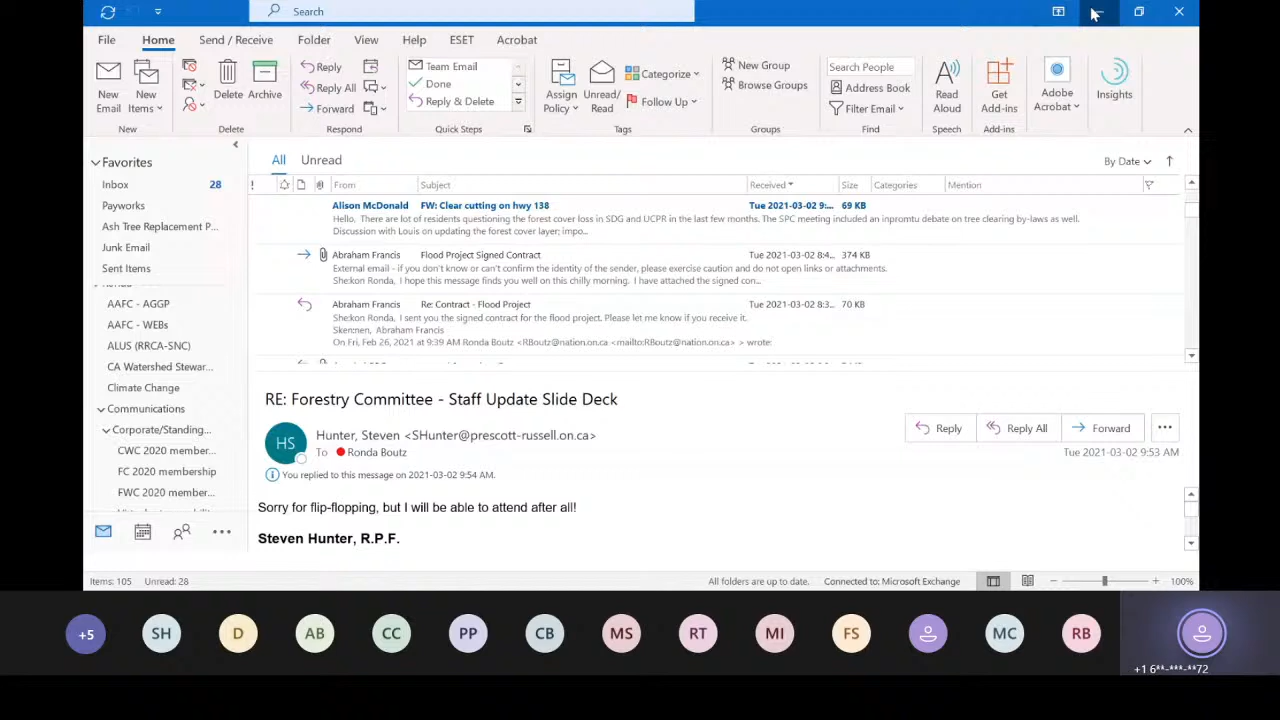 Search
File Home Send / Receive Folder View Help ESET Acrobat
New Email
New Items
New
Delete
Archive
Delete
Reply
Reply All
Forward
Respond
Team Email
Done
Reply & Delete
Quick Steps
Assign Policy
Unread/ Read
Categorize
Follow Up
Tags
New Group
Browse Groups
Groups
Search People
Address Book
Filter Email
Find
Read Aloud
Speech
Get Add-ins
Add-ins
Adobe Acrobat
Insights
Favorites
Inbox 28
Payworks
Ash Tree Replacement P...
Junk Email
Sent Items
AAFC - AGGP
AAFC - WEBs
ALUS (RRCA-SNC)
CA Watershed Stewar...
Climate Change
Communications
Corporate/Standing...
CWC 2020 member...
FC 2020 membership
FWC 2020 member...
All Unread
By Date
! From Subject Received Size Categories Mention
Alison McDonald FW: Clear cutting on hwy 138 Tue 2021-03-02 9:... 69 KB
Hello, There are lot of residents questioning the forest cover loss in SDG and UCPR in the last few months. The SPC meeting included an inpromtu debate on tree clearing by-laws as well.
Discussion with Louis on updating the forest cover layer; impo...
Abraham Francis Flood Project Signed Contract Tue 2021-03-02 8:4... 374 KB
External email - if you don't know or can't confirm the identity of the sender, please exercise caution and do not open links or attachments.
She:kon Ronda, I hope this message finds you well on this chilly morning. I have attached the signed con...
Abraham Francis Re: Contract - Flood Project Tue 2021-03-02 8:3... 70 KB
She:kon Ronda, I sent you the signed contract for the flood project. Please let me know if you receive it.
Sken:nen, Abraham Francis
On Fri, Feb 26, 2021 at 9:39 AM Ronda Boutz <RBoutz@nation.on.ca <mailto:RBoutz@nation.on.ca> > wrote:
RE: Forestry Committee - Staff Update Slide Deck
HS
Hunter, Steven <SHunter@prescott-russell.on.ca>
To Ronda Boutz
Reply Reply All Forward
Tue 2021-03-02 9:53 AM
You replied to this message on 2021-03-02 9:54 AM.
Sorry for flip-flopping, but I will be able to attend after all!
Steven Hunter, R.P.F.
Items: 105 Unread: 28 All folders are up to date. Connected to: Microsoft Exchange 100%
+5 SH D AB CC PP CB MS RT MI FS MC RB
+1 6**-***-**72